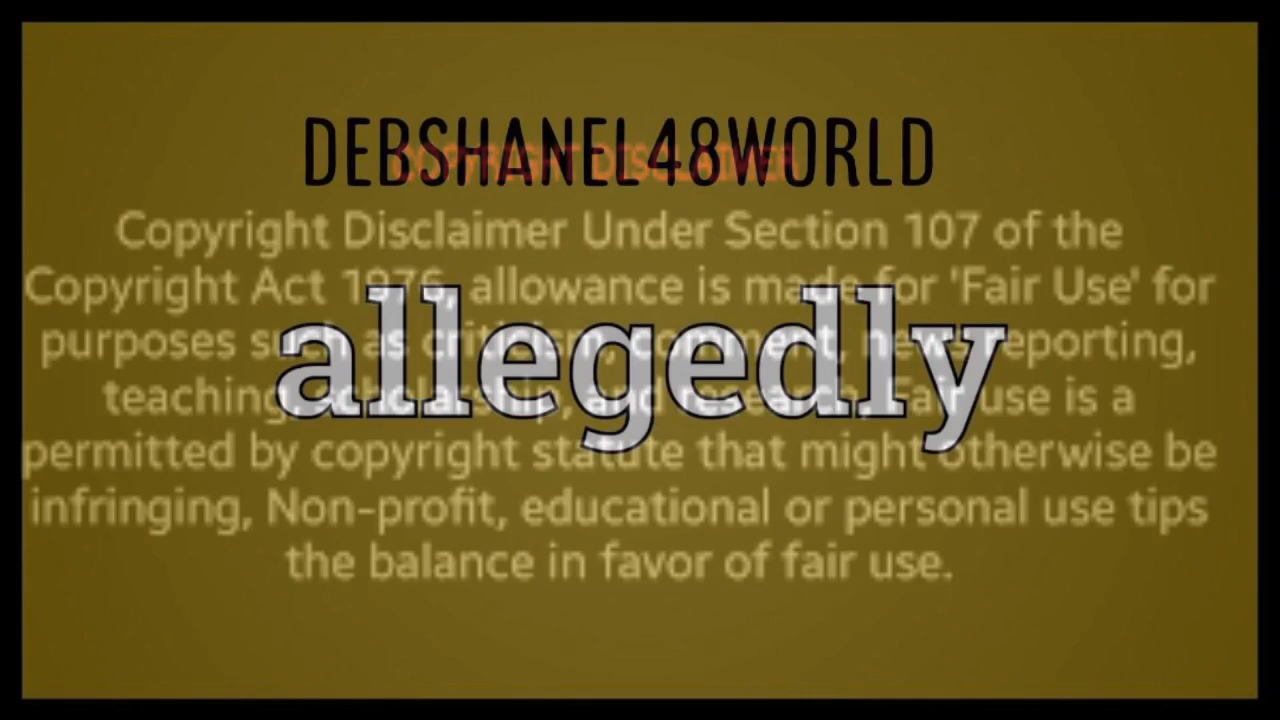 DEBSHANEL48WORLD
COPYRIGHT DISCLAIMER
Copyright Disclaimer Under Section 107 of the
Copyright Act 1976, allowance is made for 'Fair Use' for
allegedly
purposes such as criticism, comment, news reporting,
teaching, scholarship, and research, Fair use is a
permitted by copyright statute that might otherwise be
infringing, Non-profit, educational or personal use tips
the balance in favor of fair use.